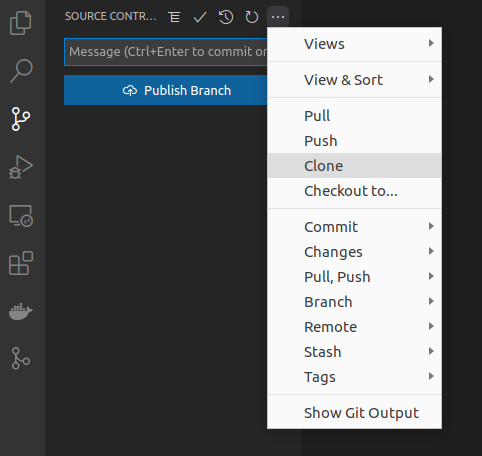 SOURCE CONTR...
Message (Ctrl+Enter to commit or
Publish Branch
Views
View & Sort
Pull
Push
Clone
Checkout to...
Commit
Changes
Pull, Push
Branch
Remote
Stash
Tags
Show Git Output